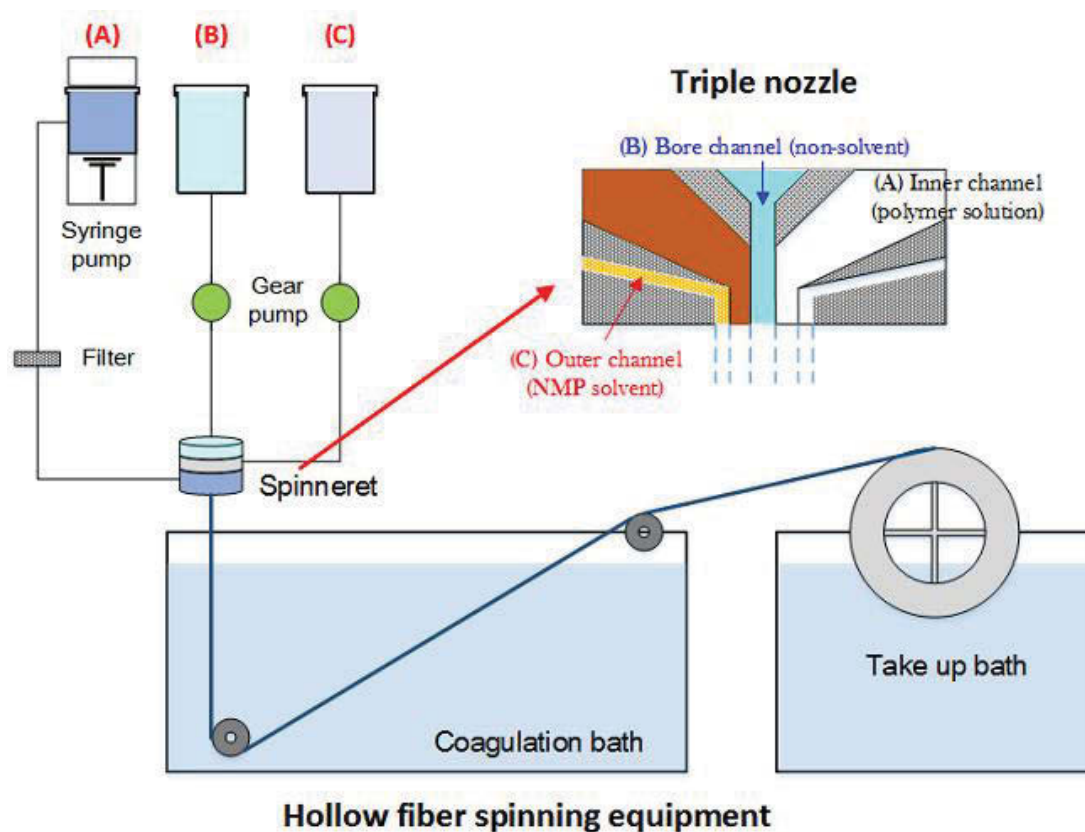 (A)
(B)
(C)
Triple nozzle
(B) Bore channel (non-solvent)
(A) Inner channel
(polymer solution)
Syringe
pump
Gear
pump
Filter
(C) Outer channel
(NMP solvent)
Spinneret
Take up bath
Coagulation bath
Hollow fiber spinning equipment